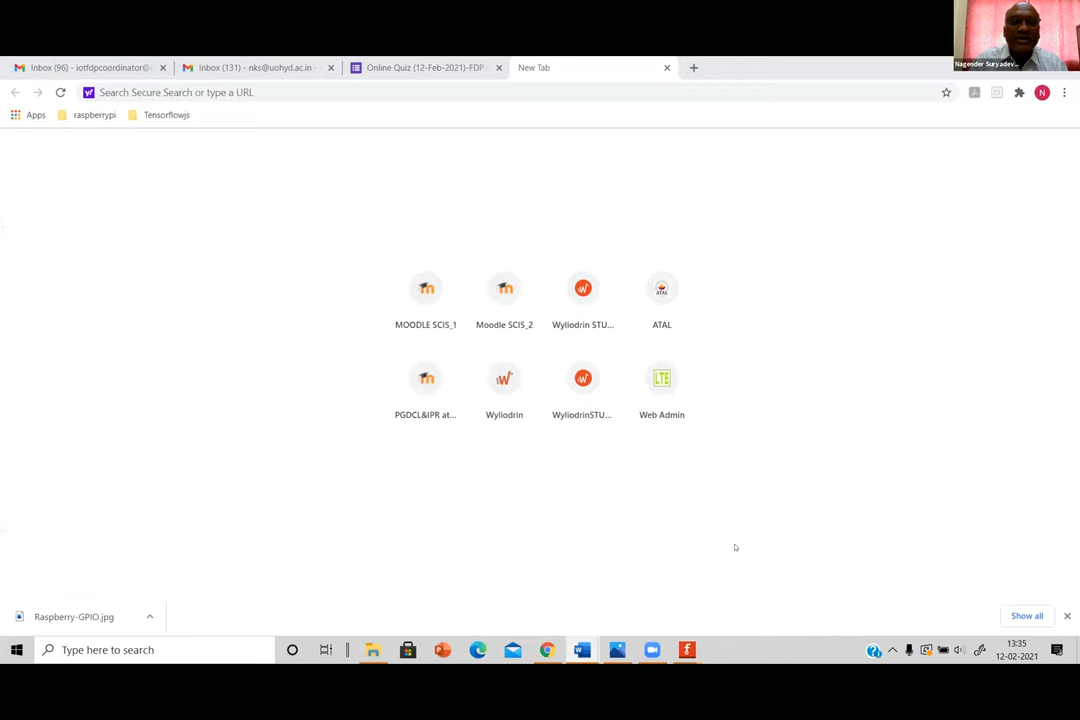 Nagender Suryadev...
Inbox (96) - iotfdpcoordinator@
Inbox (131) - nks@uohyd.ac.in -
Online Quiz (12-Feb-2021)-FDP
New Tab
Search Secure Search or type a URL
N
Apps
raspberrypi
Tensorflowjs
MOODLE SCIS_1
Moodle SCIS_2
Wyliodrin STU...
ATAL
ATAL
LTE
PGDCL&IPR at...
Wyliodrin
WyliodrinSTU...
Web Admin
Raspberry-GPIO.jpg
Show all
Type here to search
13:35
12-02-2021